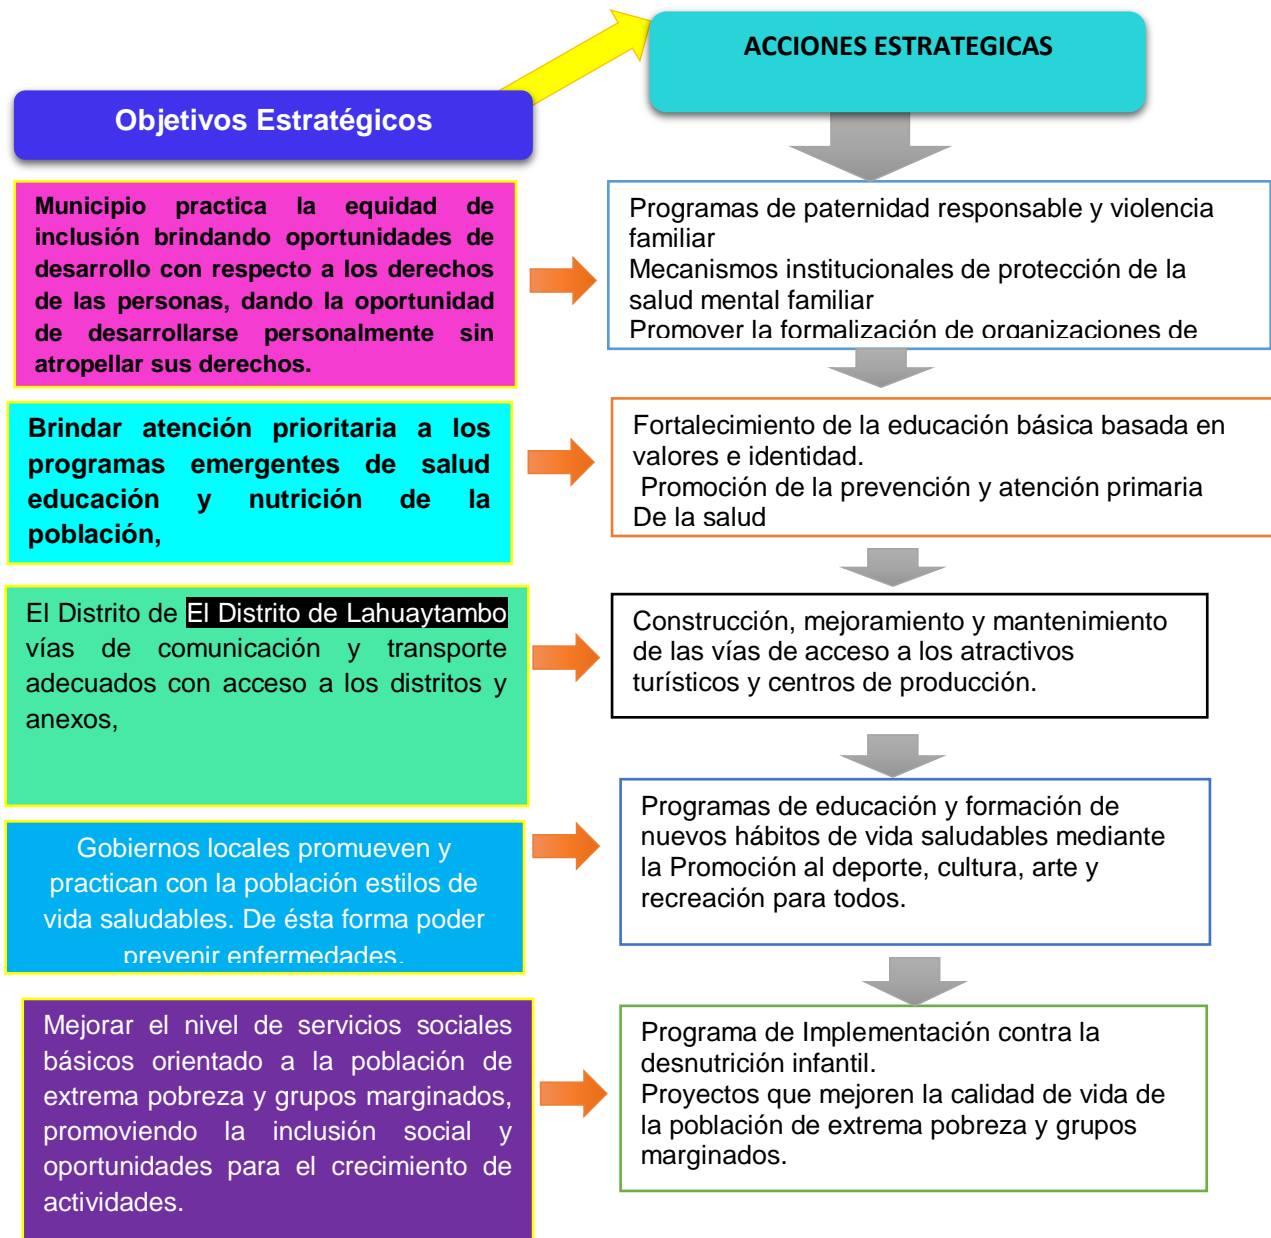 ACCIONES ESTRATEGICAS
Objetivos Estratégicos
Municipio practica la equidad de
inclusión brindando oportunidades de
desarrollo con respecto a los derechos
de las personas, dando la oportunidad
de desarrollarse personalmente sin
atropellar sus derechos.
Programas de paternidad responsable y violencia
familiar
Mecanismos institucionales de protección de la
salud mental familiar
Promover la formalización de organizaciones de
Brindar atención prioritaria a los
programas emergentes de salud
educación y nutrición de la
población,
Fortalecimiento de la educación básica basada en
valores e identidad.
Promoción de la prevención y atención primaria
De la salud
El Distrito de El Distrito de Lahuaytambo
vías de comunicación y transporte
adecuados con acceso a los distritos y
anexos,
Construcción, mejoramiento y mantenimiento
de las vías de acceso a los atractivos
turísticos y centros de producción.
Gobiernos locales promueven y
practican con la población estilos de
vida saludables. De ésta forma poder
prevenir enfermedades.
Programas de educación y formación de
nuevos hábitos de vida saludables mediante
la Promoción al deporte, cultura, arte y
recreación para todos.
Mejorar el nivel de servicios sociales
básicos orientado a la población de
extrema pobreza y grupos marginados,
promoviendo la inclusión social y
oportunidades para el crecimiento de
actividades.
Programa de Implementación contra la
desnutrición infantil.
Proyectos que mejoren la calidad de vida de
la población de extrema pobreza y grupos
marginados.